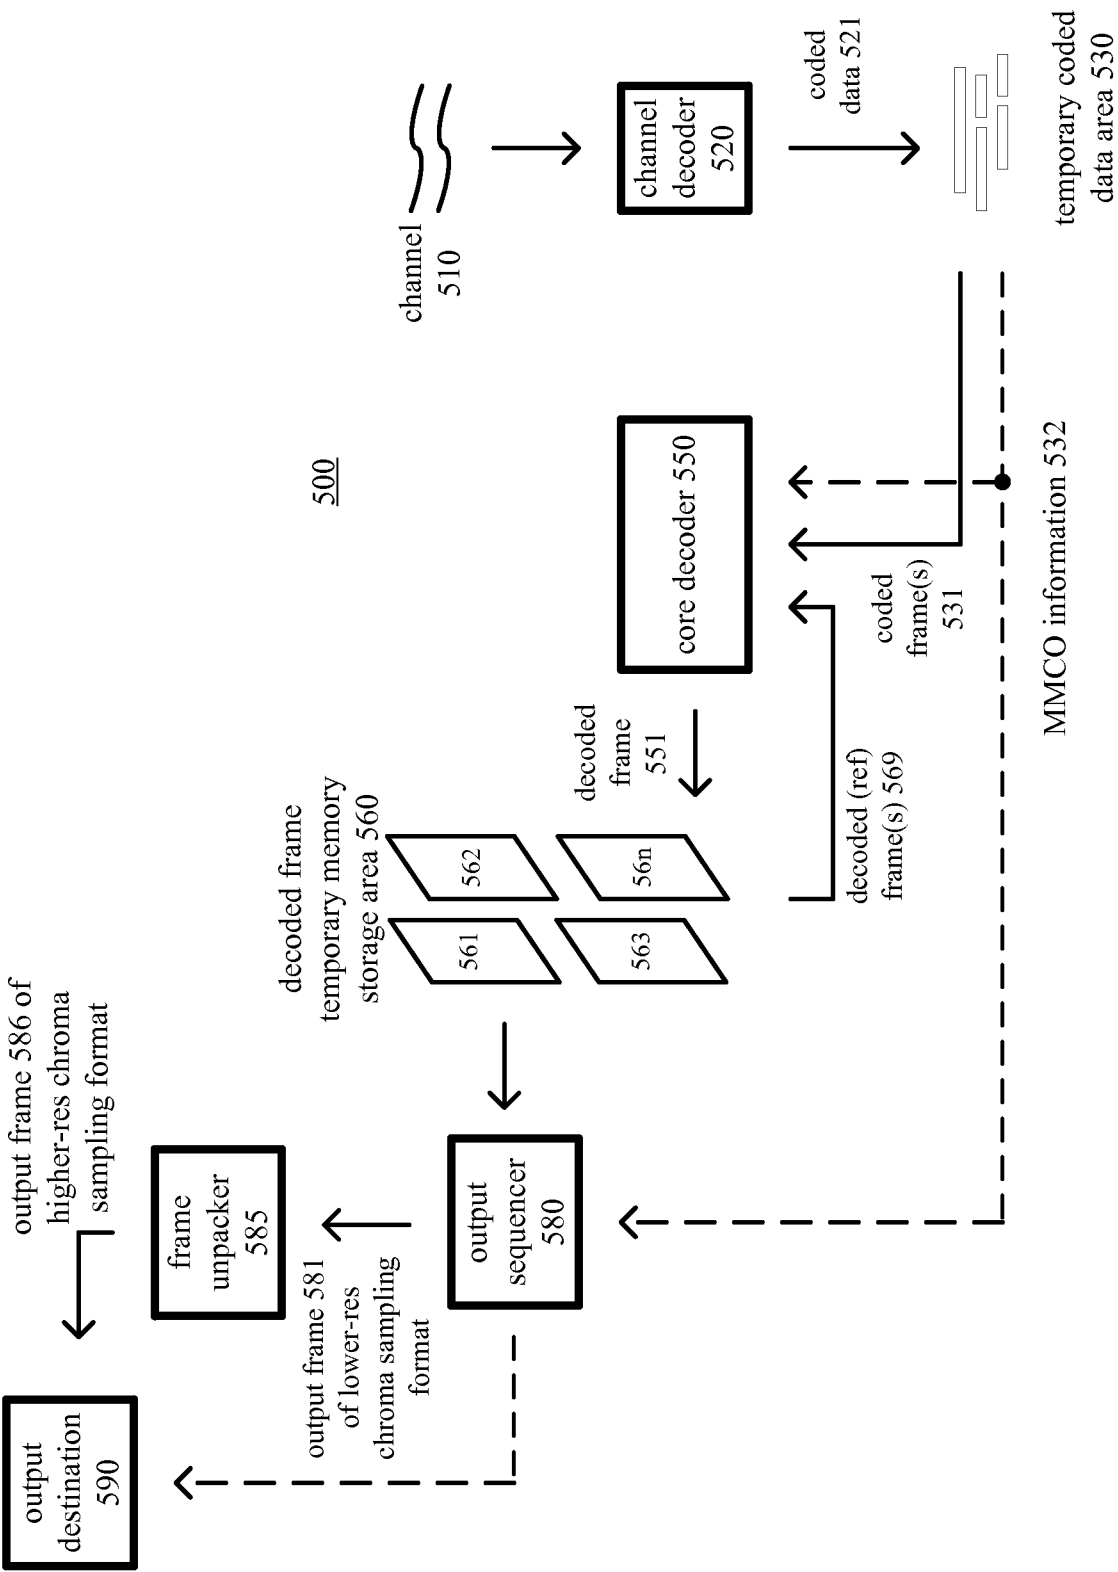 500
channel
510
channel
decoder
520
coded
data 521
temporary coded
data area 530
MMCO information 532
coded
frame(s)
531
core decoder 550
decoded
frame
551
decoded (ref)
frame(s) 569
decoded frame
temporary memory
storage area 560
561
562
563
56n
output
sequencer
580
output frame 581
of lower-res
chroma sampling
format
frame
unpacker
585
output frame 586 of
higher-res chroma
sampling format
output
destination
590